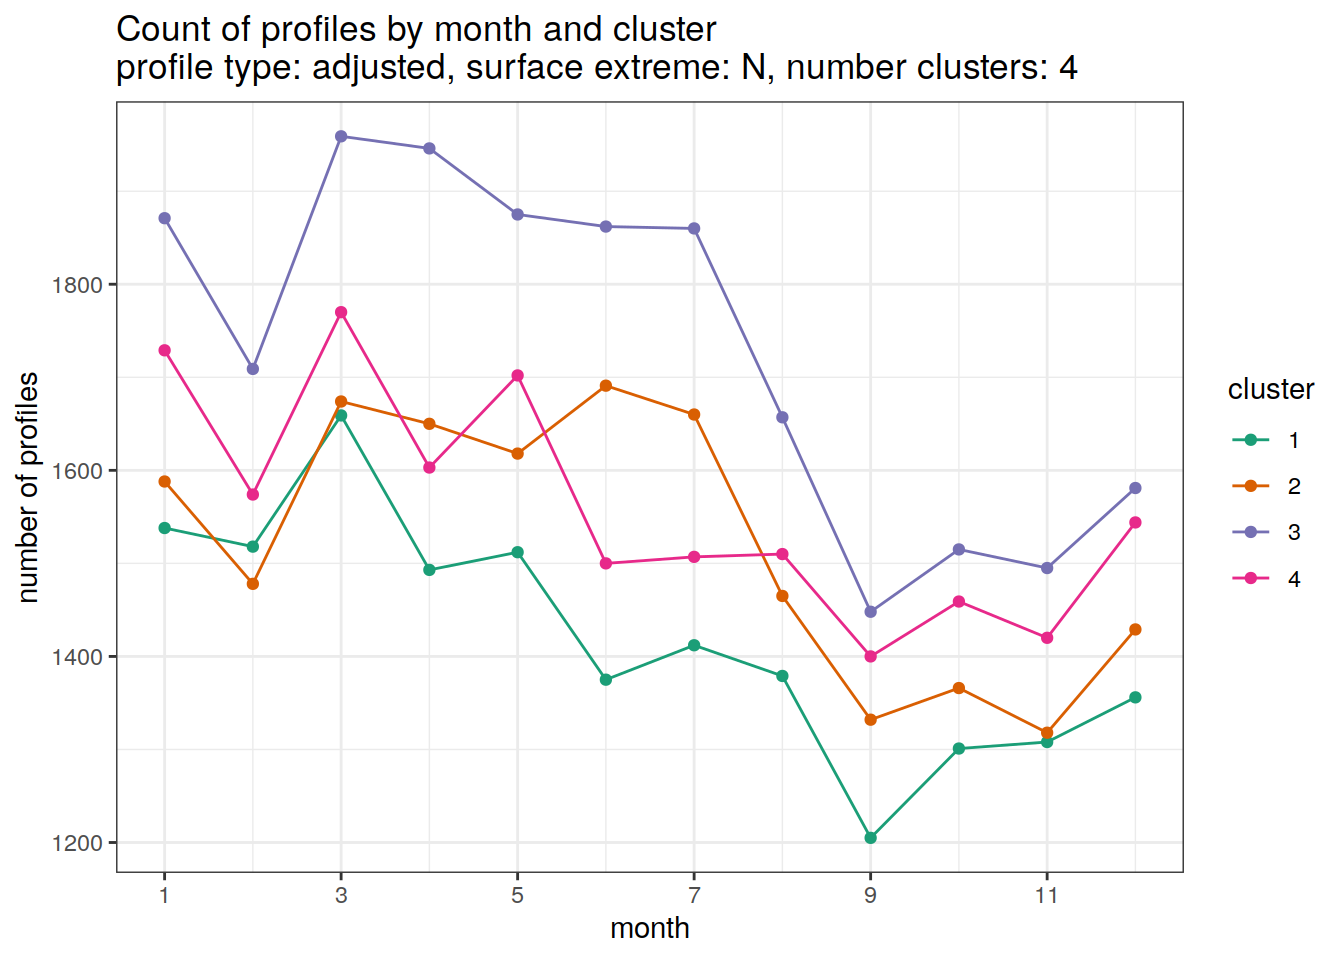 Count of profiles by month and cluster
profile type: adjusted, surface extreme: N, number clusters: 4
number of profiles
1800
1600
1400
1200
1 3 5 7 9 11
month
cluster
1
2
3
4